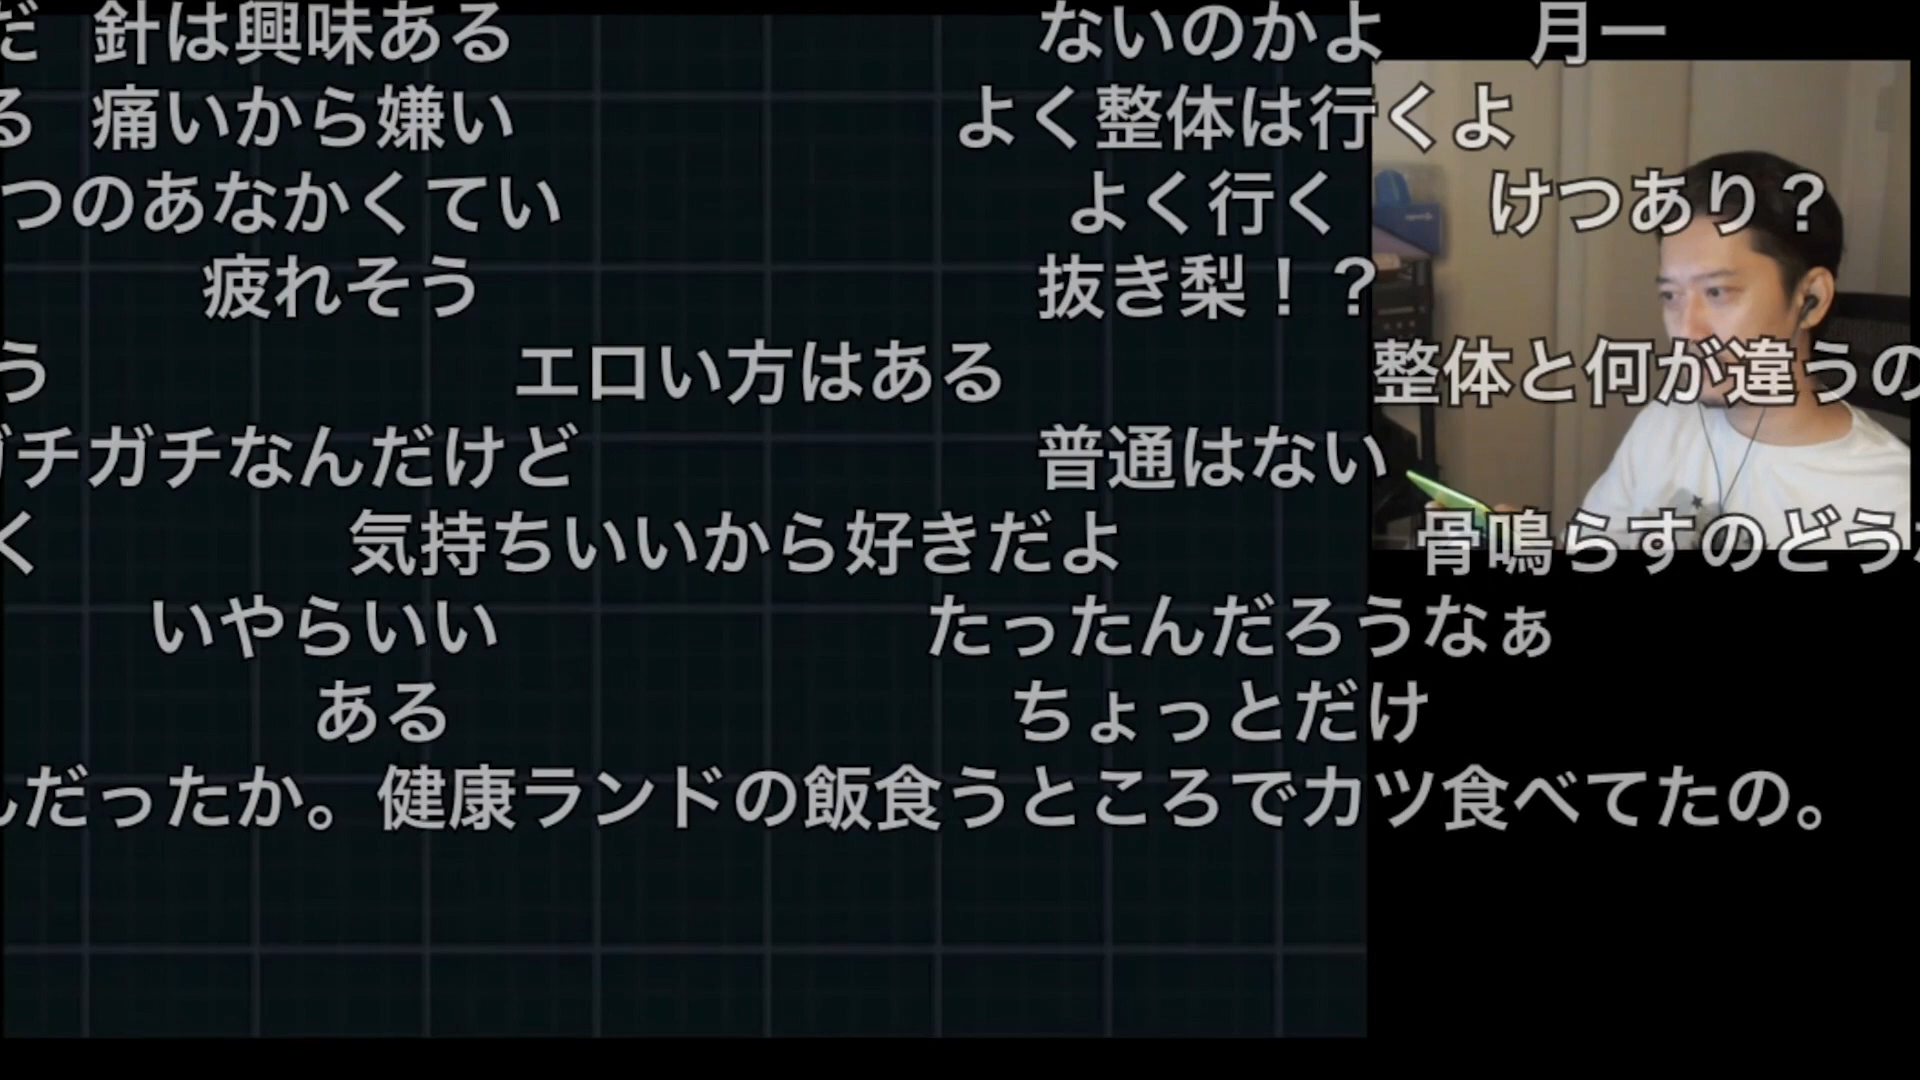 だ 針は興味ある ないのかよ 月一
る 痛いから嫌い よく整体は行くよ
つのあなかくてい よく行く けつあり？
疲れそう 抜き梨！？
う エロい方はある 整体と何が違うの
ガチガチなんだけど 普通はない
く 気持ちいいから好きだよ 骨鳴らすのどう
いやらいい たったんだろうなぁ
ある ちょっとだけ
んだったか。健康ランドの飯食うところでカツ食べてたの。